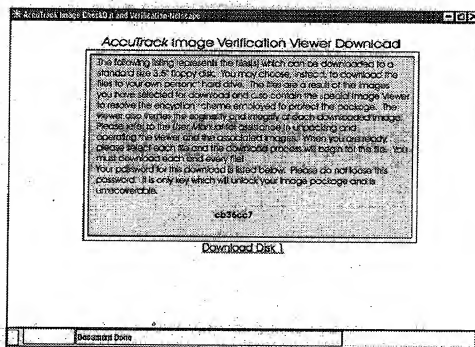 AccuTrack Image CheckOut and Verification-Netscape
AccuTrack Image Verification Viewer Download
The following listing represents the file(s) which can be downloaded to a
standard size 3.5" floppy disk. You may choose, instead, to download the
files to your own personal hard drive. The files are a result of the images
you have selected for download and also contain the special Image Viewer
to resolve the encryption scheme employed to protect the package. The
viewer also verifies the originality and integrity of each downloaded image.
Please refer to the User Manual for assistance in unpacking and
operating the viewer and the associated images. When you are ready,
please select each file and the download process will begin for that file. You
must download each and every file!
Your password for this download is listed below. Please do not loose this
password. It is only key which will unlock your image package and is
unrecoverable.
cb36cc7
Download Disk 1
Document Done